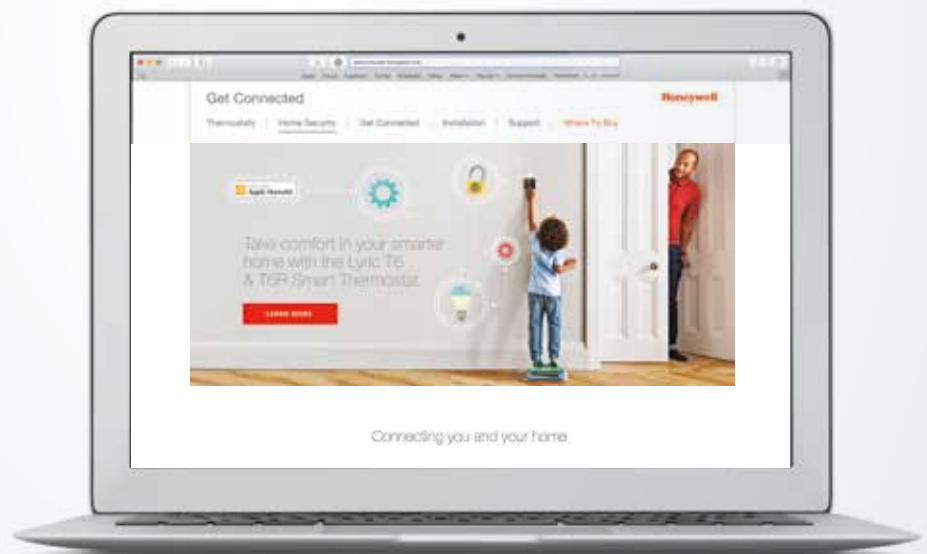 Get Connected
Honeywell
Thermostats
Home Security
Get Connected
Installation
Support
Where To Buy
Apple HomeKit
Take comfort in your smarter
home with the Lyric T6
& T6R Smart Thermostat
LEARN MORE
Connecting you and your home